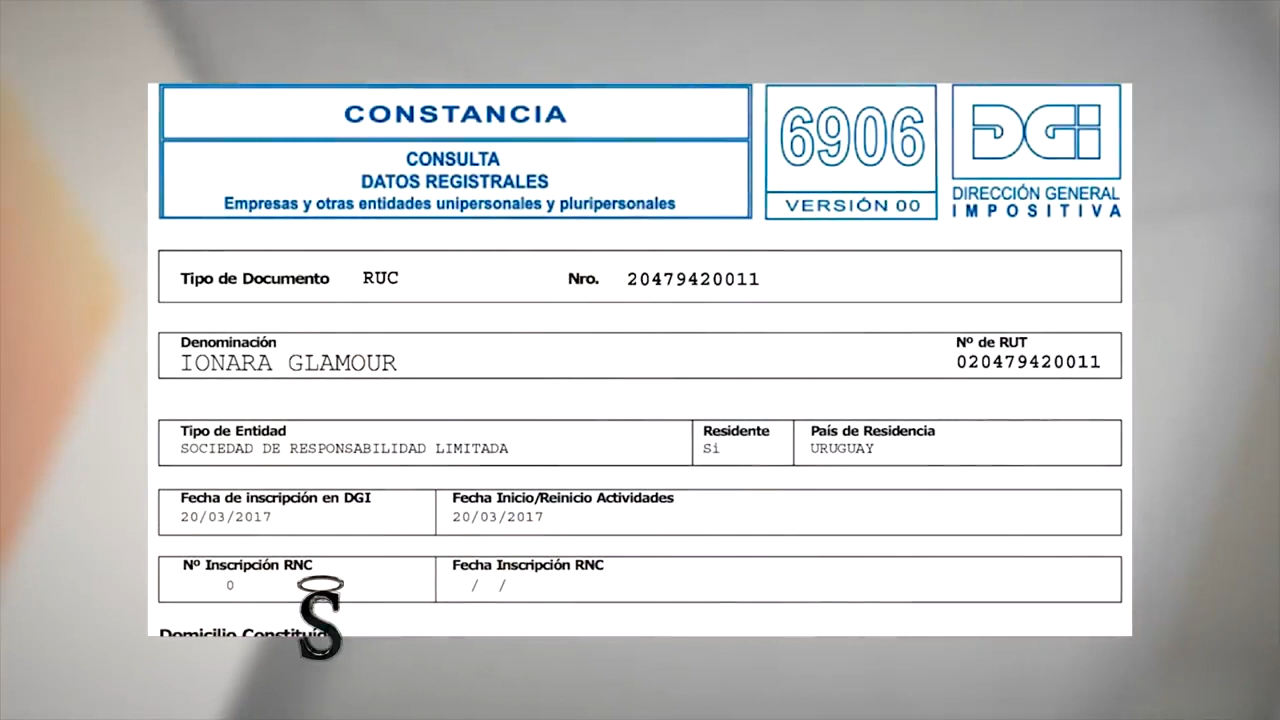 CONSTANCIA
CONSULTA
DATOS REGISTRALES
Empresas y otras entidades unipersonales y pluripersonales
6906
VERSIÓN 00
DGI
DIRECCIÓN GENERAL
IMPOSITIVA
Tipo de Documento RUC Nro. 20479420011
Denominación Nº de RUT
IONARA GLAMOUR 020479420011
Tipo de Entidad Residente País de Residencia
SOCIEDAD DE RESPONSABILIDAD LIMITADA Si URUGUAY
Fecha de inscripción en DGI Fecha Inicio/Reinicio Actividades
20/03/2017 20/03/2017
Nº Inscripción RNC Fecha Inscripción RNC
0 / /
S
Domicilio Constituído